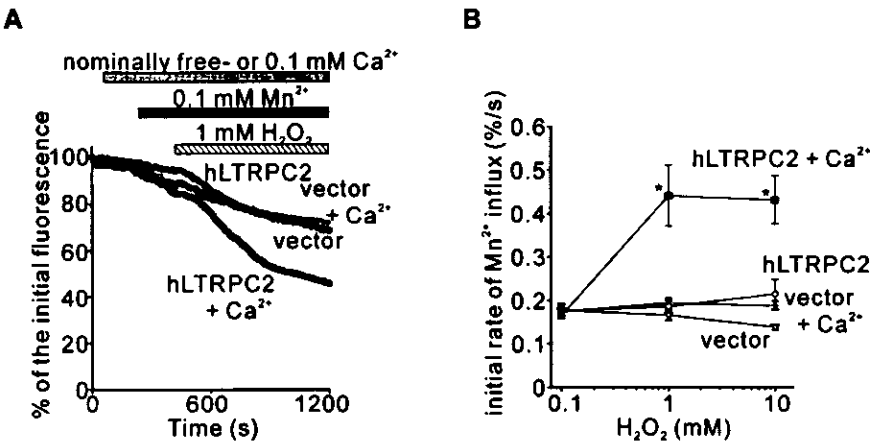 A
nominally free- or 0.1 mM Ca²⁺
0.1 mM Mn²⁺
1 mM H₂O₂
% of the initial fluorescence
100
80
60
40
20
0
hLTRPC2
vector
+ Ca²⁺
vector
hLTRPC2
+ Ca²⁺
0
600
1200
Time (s)
B
initial rate of Mn²⁺ influx (%/s)
0.6
0.5
0.4
0.3
0.2
0.1
0
hLTRPC2 + Ca²⁺
*
*
hLTRPC2
vector
+ Ca²⁺
vector
0.1
1
10
H₂O₂ (mM)